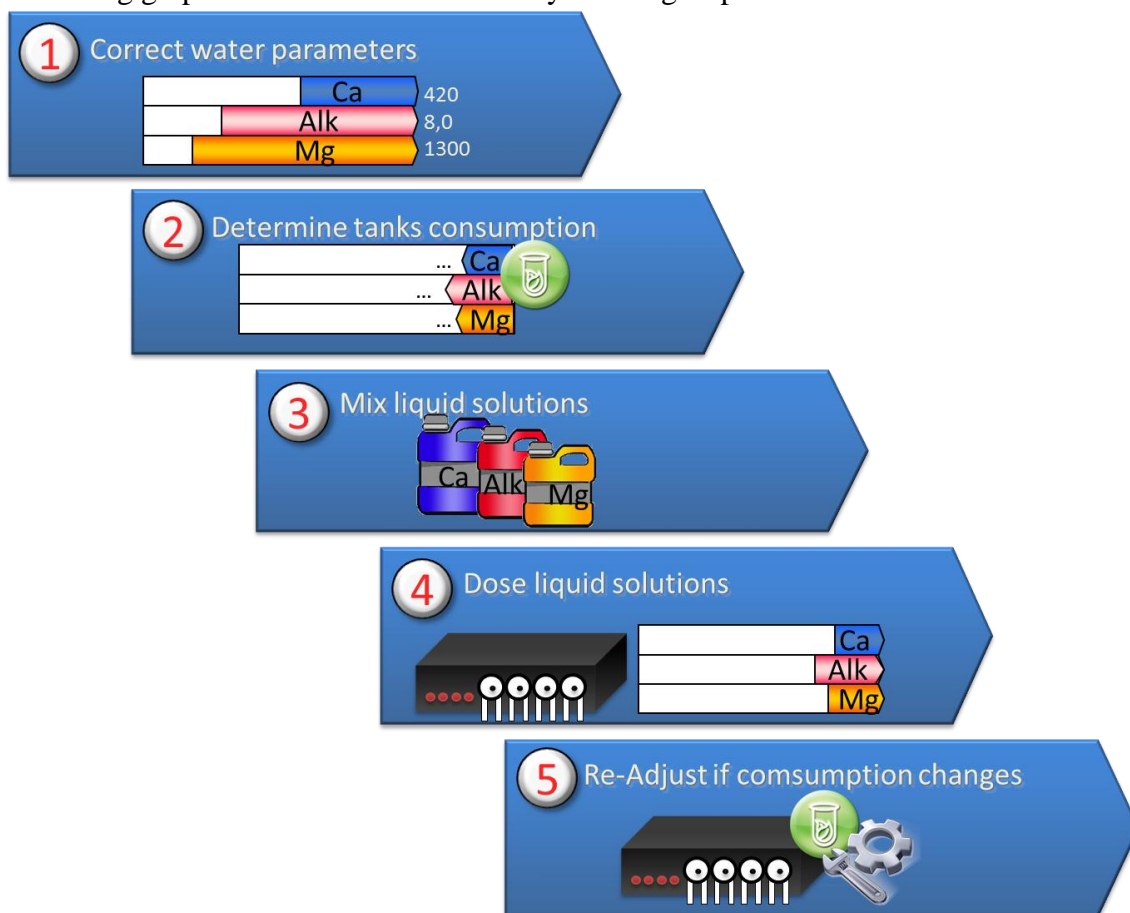 1 Correct water parameters
Ca 420
Alk 8,0
Mg 1300
2 Determine tanks consumption
... Ca
... Alk
... Mg
3 Mix liquid solutions
Ca Alk Mg
4 Dose liquid solutions
Ca
Alk
Mg
5 Re-Adjust if comsumption changes